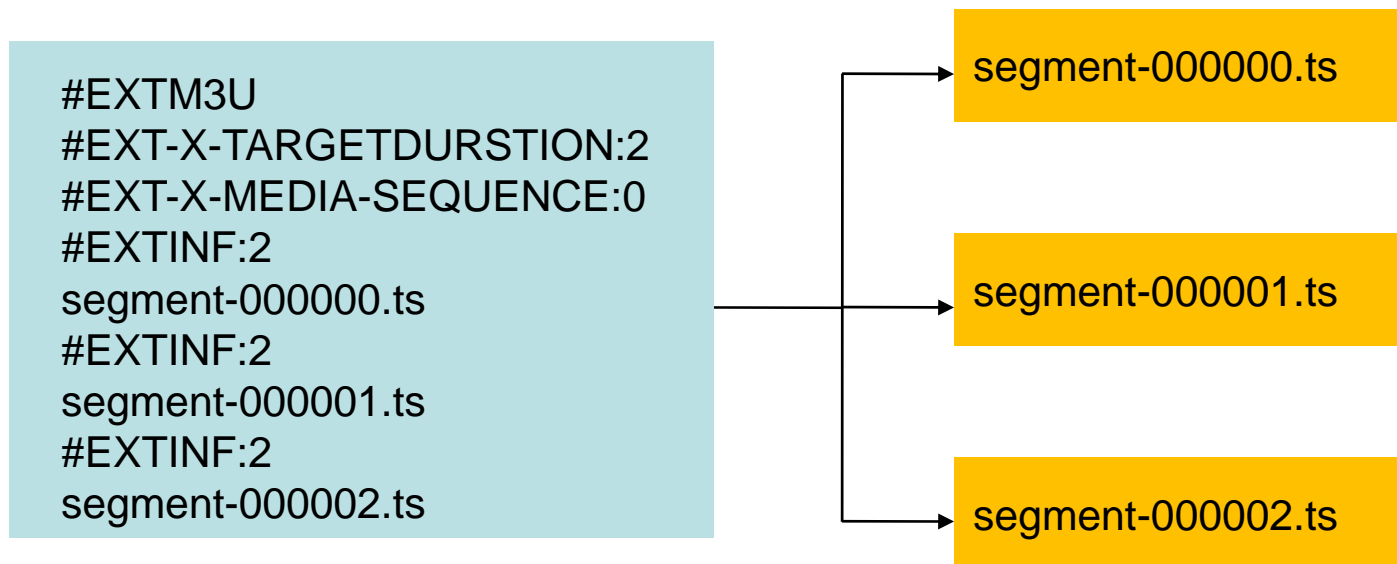 #EXTM3U
#EXT-X-TARGETDURSTION:2
#EXT-X-MEDIA-SEQUENCE:0
#EXTINF:2
segment-000000.ts
#EXTINF:2
segment-000001.ts
#EXTINF:2
segment-000002.ts
segment-000000.ts
segment-000001.ts
segment-000002.ts